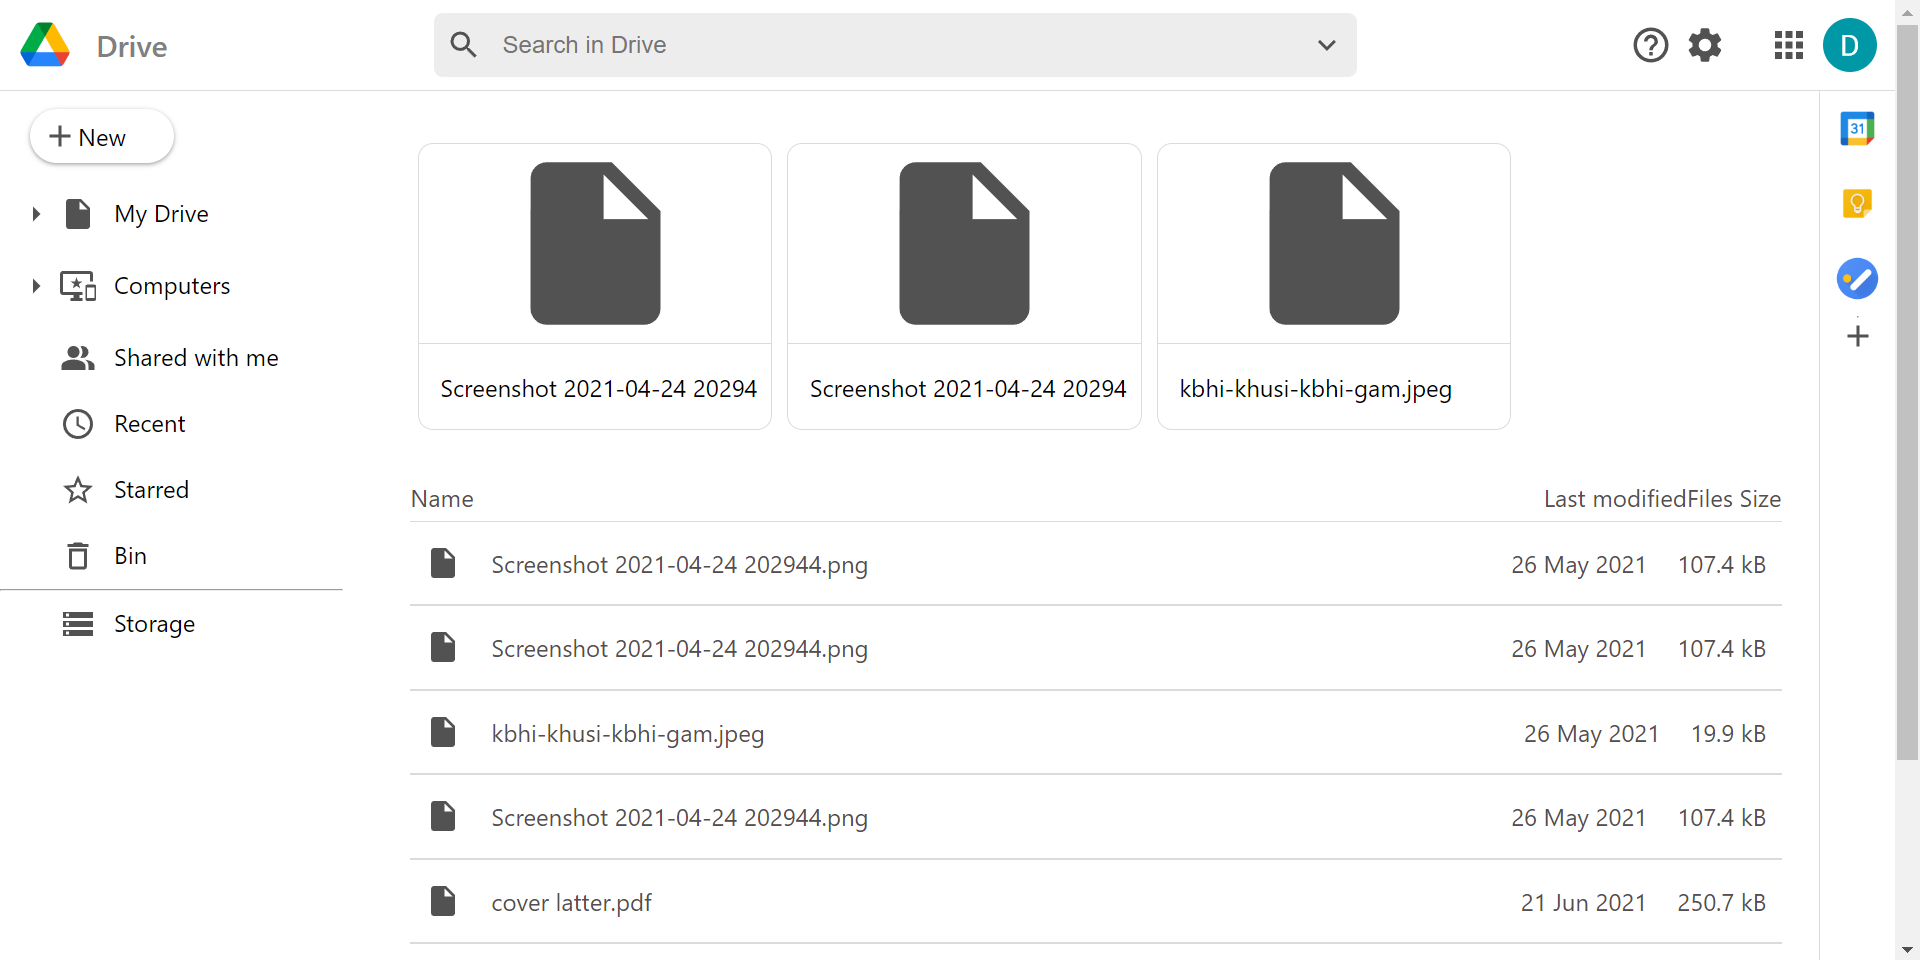 Drive
Search in Drive
D
New
My Drive
Computers
Shared with me
Recent
Starred
Bin
Storage
31
Screenshot 2021-04-24 20294
Screenshot 2021-04-24 20294
kbhi-khusi-kbhi-gam.jpeg
Name Last modifiedFiles Size
Screenshot 2021-04-24 202944.png 26 May 2021 107.4 kB
Screenshot 2021-04-24 202944.png 26 May 2021 107.4 kB
kbhi-khusi-kbhi-gam.jpeg 26 May 2021 19.9 kB
Screenshot 2021-04-24 202944.png 26 May 2021 107.4 kB
cover latter.pdf 21 Jun 2021 250.7 kB